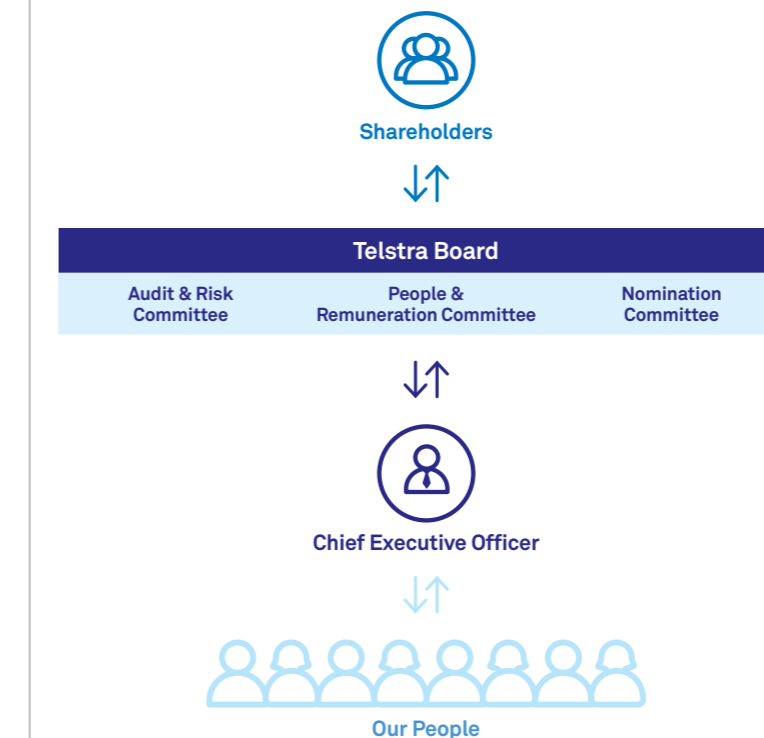 Shareholders
Telstra Board
Audit & Risk
Committee
People &
Remuneration Committee
Nomination
Committee
Chief Executive Officer
Our People